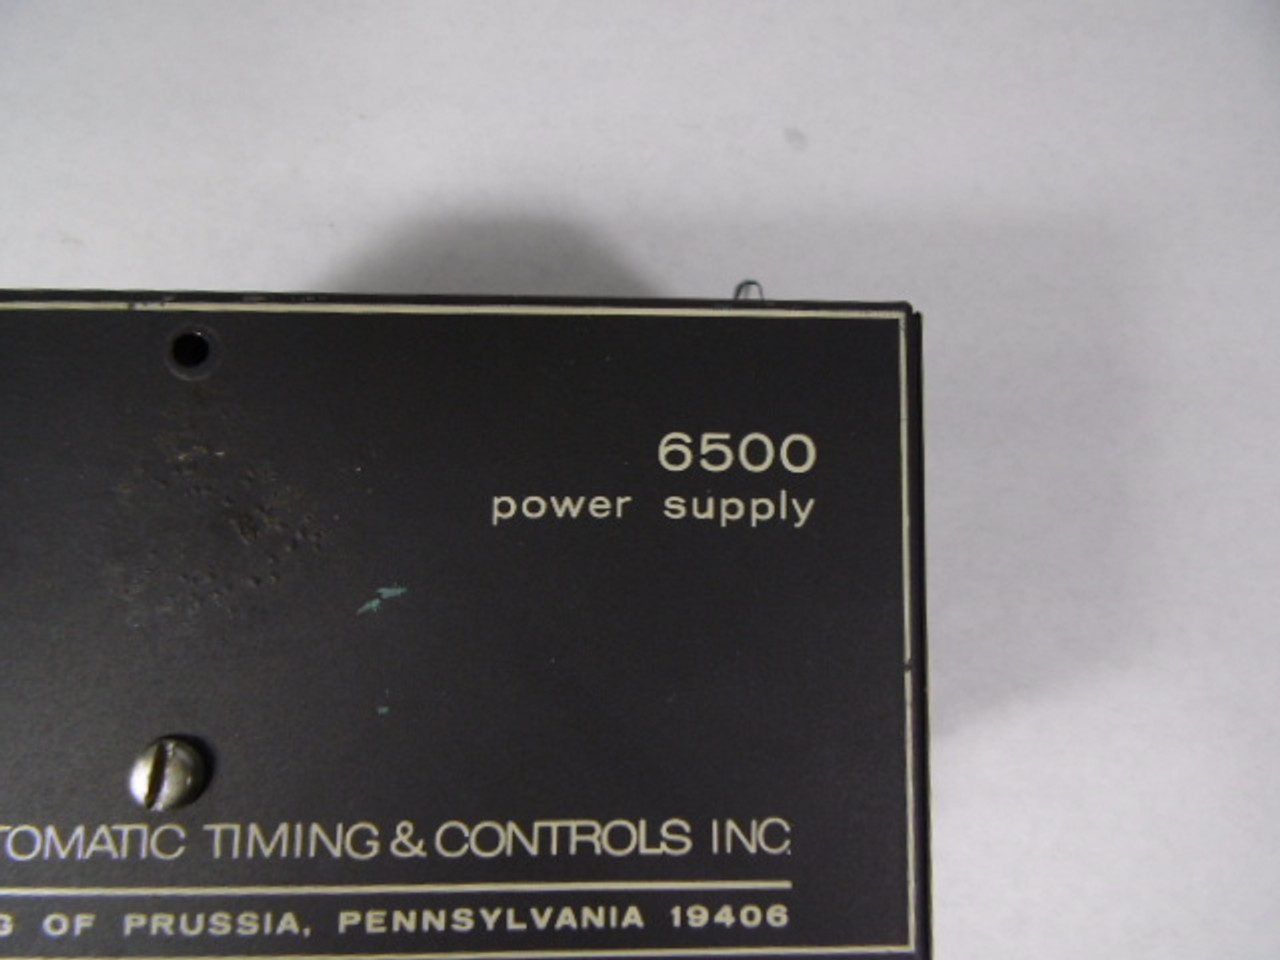 6500
power supply
TOMATIC TIMING & CONTROLS INC.
G OF PRUSSIA, PENNSYLVANIA 19406